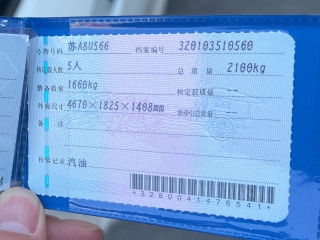 号牌号码 苏A8U566 档案编号 320103510560
核定载人数 5人 总质量 2100kg
整备质量 1660kg 核定载质量 --
外廓尺寸 4670×1825×1408mm 准牵引总质量 --
备注
检验记录 汽油
*3280041476541*